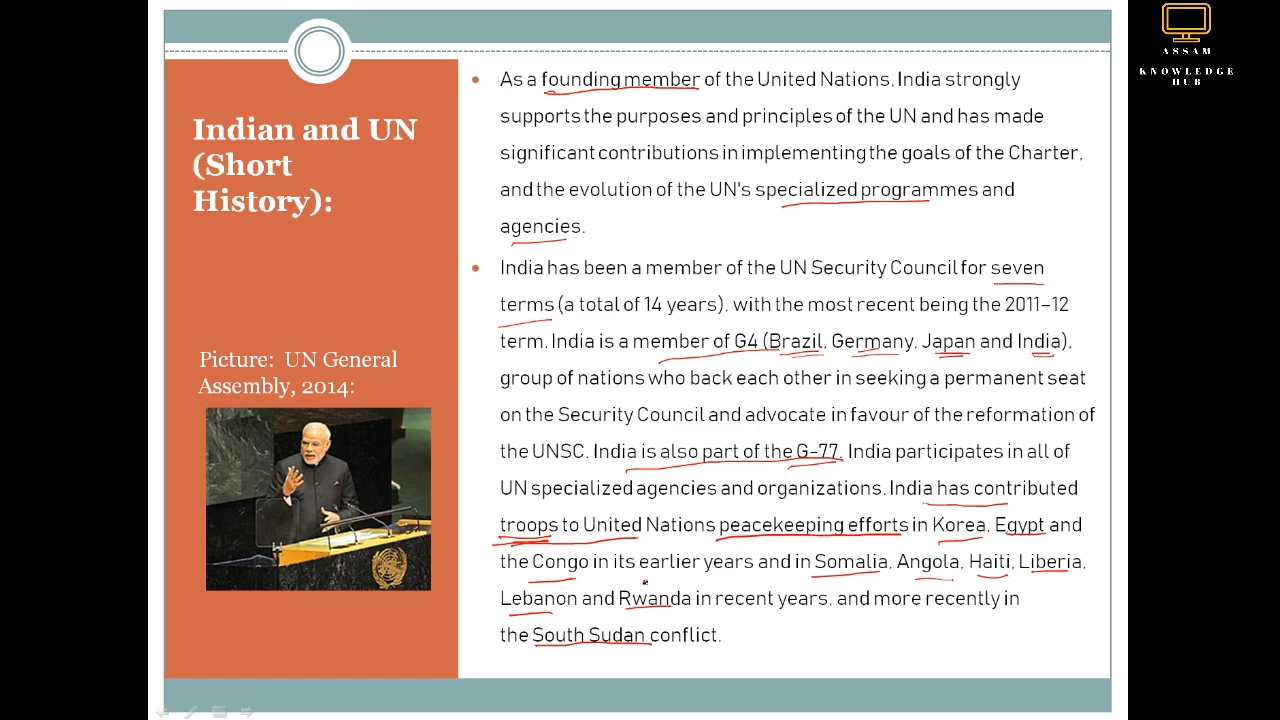 ASSAM
KNOWLEDGE
HUB
Indian and UN
(Short
History):
Picture: UN General
Assembly, 2014:
• As a founding member of the United Nations, India strongly
supports the purposes and principles of the UN and has made
significant contributions in implementing the goals of the Charter,
and the evolution of the UN's specialized programmes and
agencies.
• India has been a member of the UN Security Council for seven
terms (a total of 14 years), with the most recent being the 2011–12
term. India is a member of G4 (Brazil, Germany, Japan and India),
group of nations who back each other in seeking a permanent seat
on the Security Council and advocate in favour of the reformation of
the UNSC. India is also part of the G-77. India participates in all of
UN specialized agencies and organizations. India has contributed
troops to United Nations peacekeeping efforts in Korea, Egypt and
the Congo in its earlier years and in Somalia, Angola, Haiti, Liberia,
Lebanon and Rwanda in recent years, and more recently in
the South Sudan conflict.